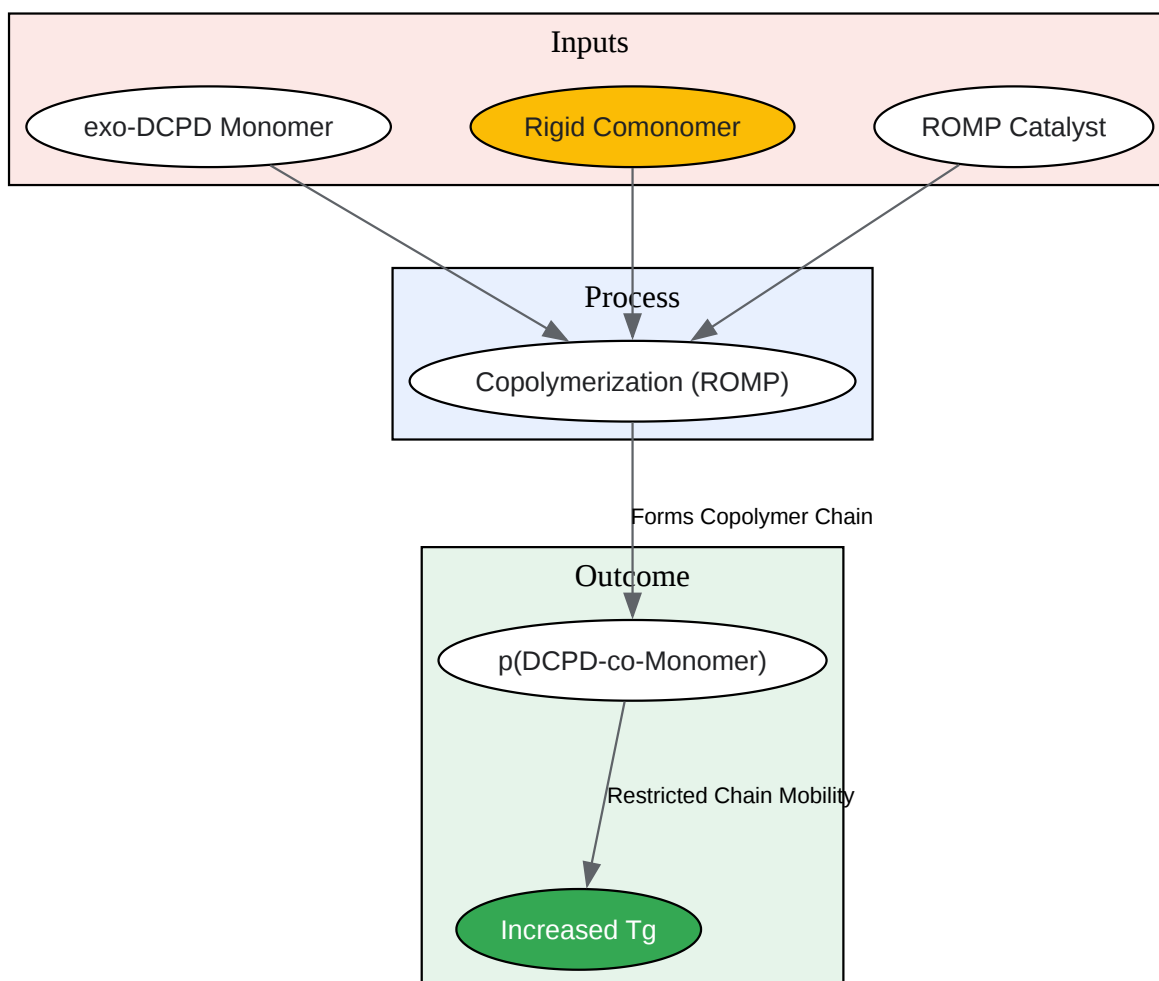 Inputs
exo-DCPD Monomer
Rigid Comonomer
ROMP Catalyst
Process
Copolymerization (ROMP)
Forms Copolymer Chain
Outcome
p(DCPD-co-Monomer)
Restricted Chain Mobility
Increased Tg